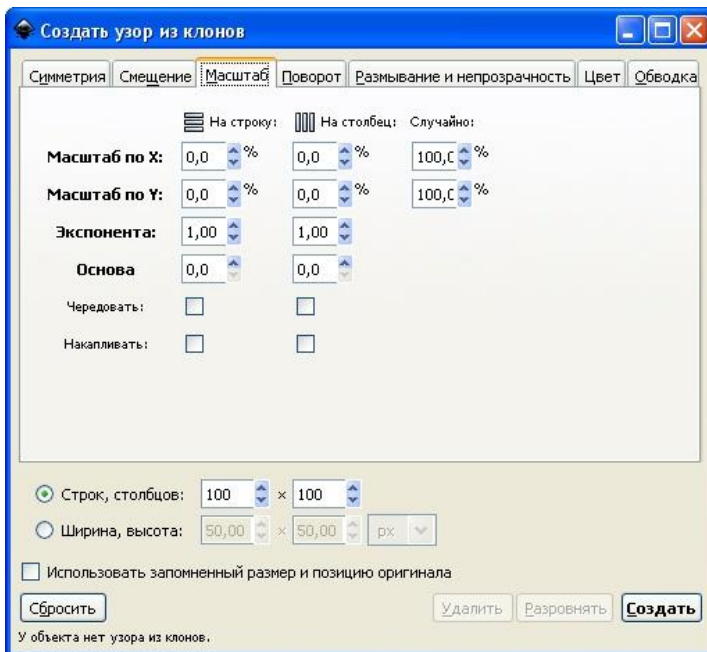 Создать узор из клонов
Симметрия Смещение Масштаб Поворот Размывание и непрозрачность Цвет Обводка
На строку: На столбец: Случайно:
Масштаб по X: 0,0 % 0,0 % 100,0 %
Масштаб по Y: 0,0 % 0,0 % 100,0 %
Экспонента: 1,00 1,00
Основа 0,0 0,0
Чередовать:
Накапливать:
Строк, столбцов: 100 × 100
Ширина, высота: 50,00 × 50,00 px
Использовать запомненный размер и позицию оригинала
Сбросить Удалить Разровнять Создать
У объекта нет узора из клонов.